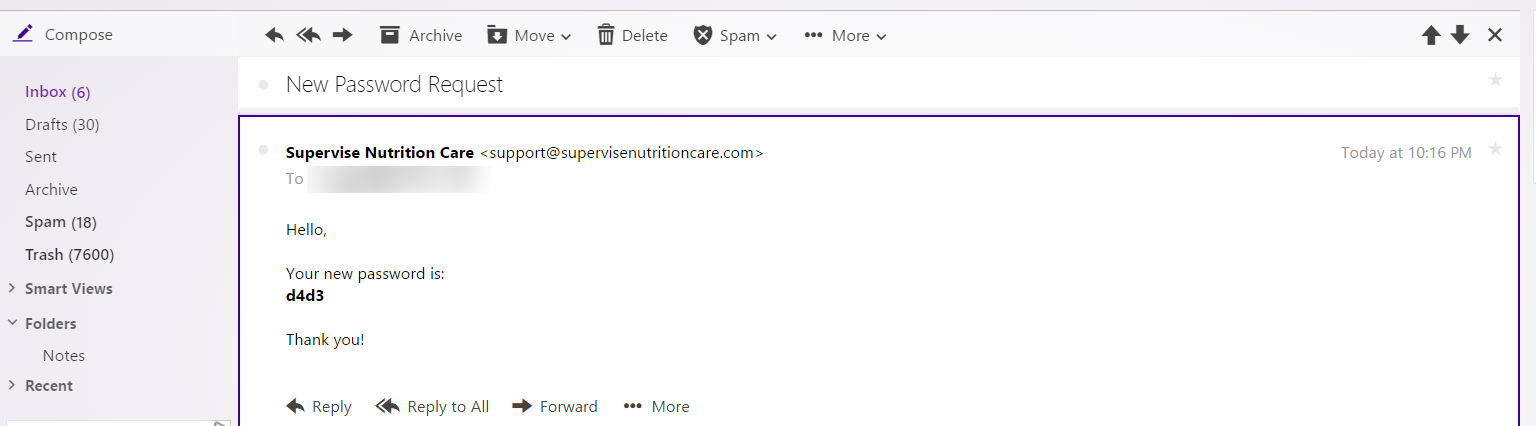 Compose
Archive Move Delete Spam ••• More
Inbox (6)
Drafts (30)
Sent
Archive
Spam (18)
Trash (7600)
Smart Views
Folders
Notes
Recent
New Password Request
Supervise Nutrition Care <support@supervisenutritioncare.com> Today at 10:16 PM
To
Hello,
Your new password is:
d4d3
Thank you!
Reply Reply to All Forward ••• More